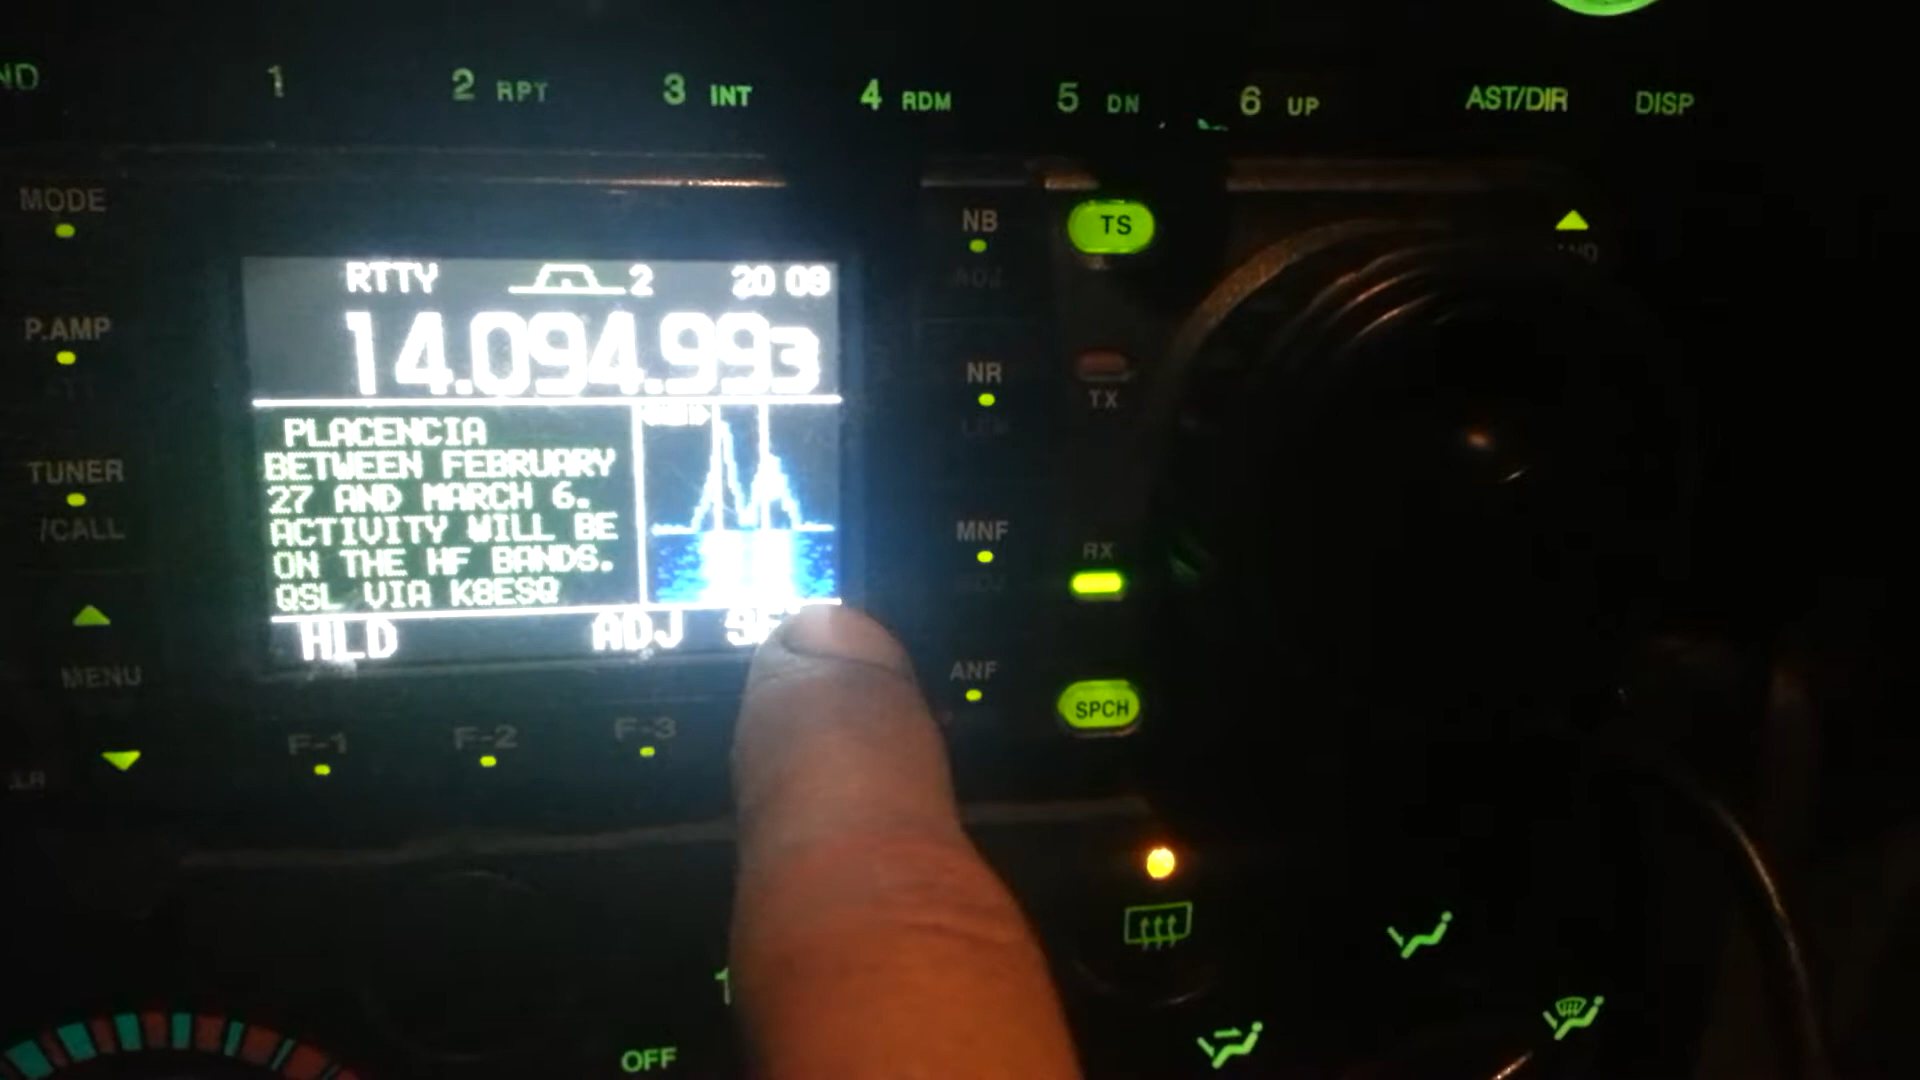 1
2 RPT
3 INT
4 RDM
5 DN
6 UP
AST/DIR
DISP
MODE
NB
TS
RTTY 2 20 09
P.AMP
14.094.993
NR
TX
PLACENCIA
BETWEEN FEBRUARY
27 AND MARCH 6.
ACTIVITY WILL BE
ON THE HF BANDS.
QSL VIA K8ESQ
TUNER
/CALL
MNF
RX
HLD ADJ
MENU
ANF
SPCH
F-1
F-2
F-3
1
OFF